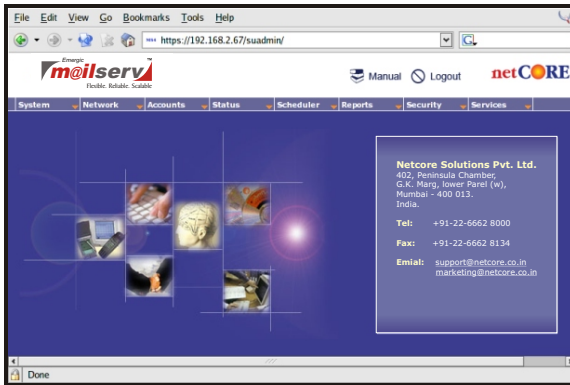 File Edit View Go Bookmarks Tools Help
https://192.168.2.67/suadmin/
Emergic
m@ilserv
Flexible. Reliable. Scalable
Manual Logout
netCORE
System Network Accounts Status Scheduler Reports Security Services
Netcore Solutions Pvt. Ltd.
402, Peninsula Chamber,
G.K. Marg, lower Parel (w),
Mumbai - 400 013.
India.
Tel: +91-22-6662 8000
Fax: +91-22-6662 8134
Emial: support@netcore.co.in
marketing@netcore.co.in
Done